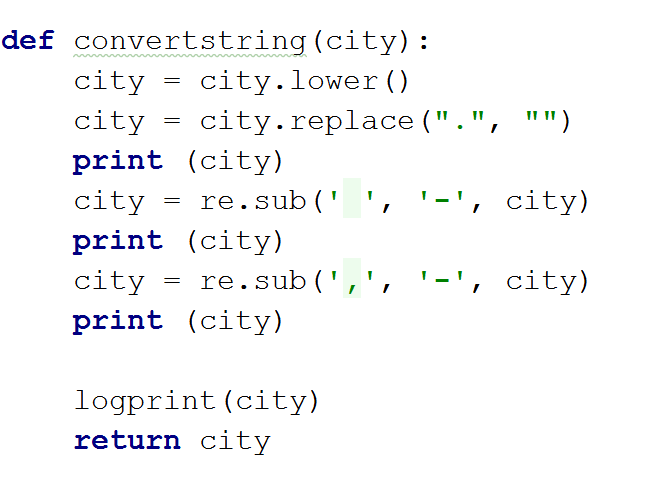 def convertstring(city):
    city = city.lower()
    city = city.replace(".", "")
    print (city)
    city = re.sub(' ', '-', city)
    print (city)
    city = re.sub(',', '-', city)
    print (city)

    logprint(city)
    return city